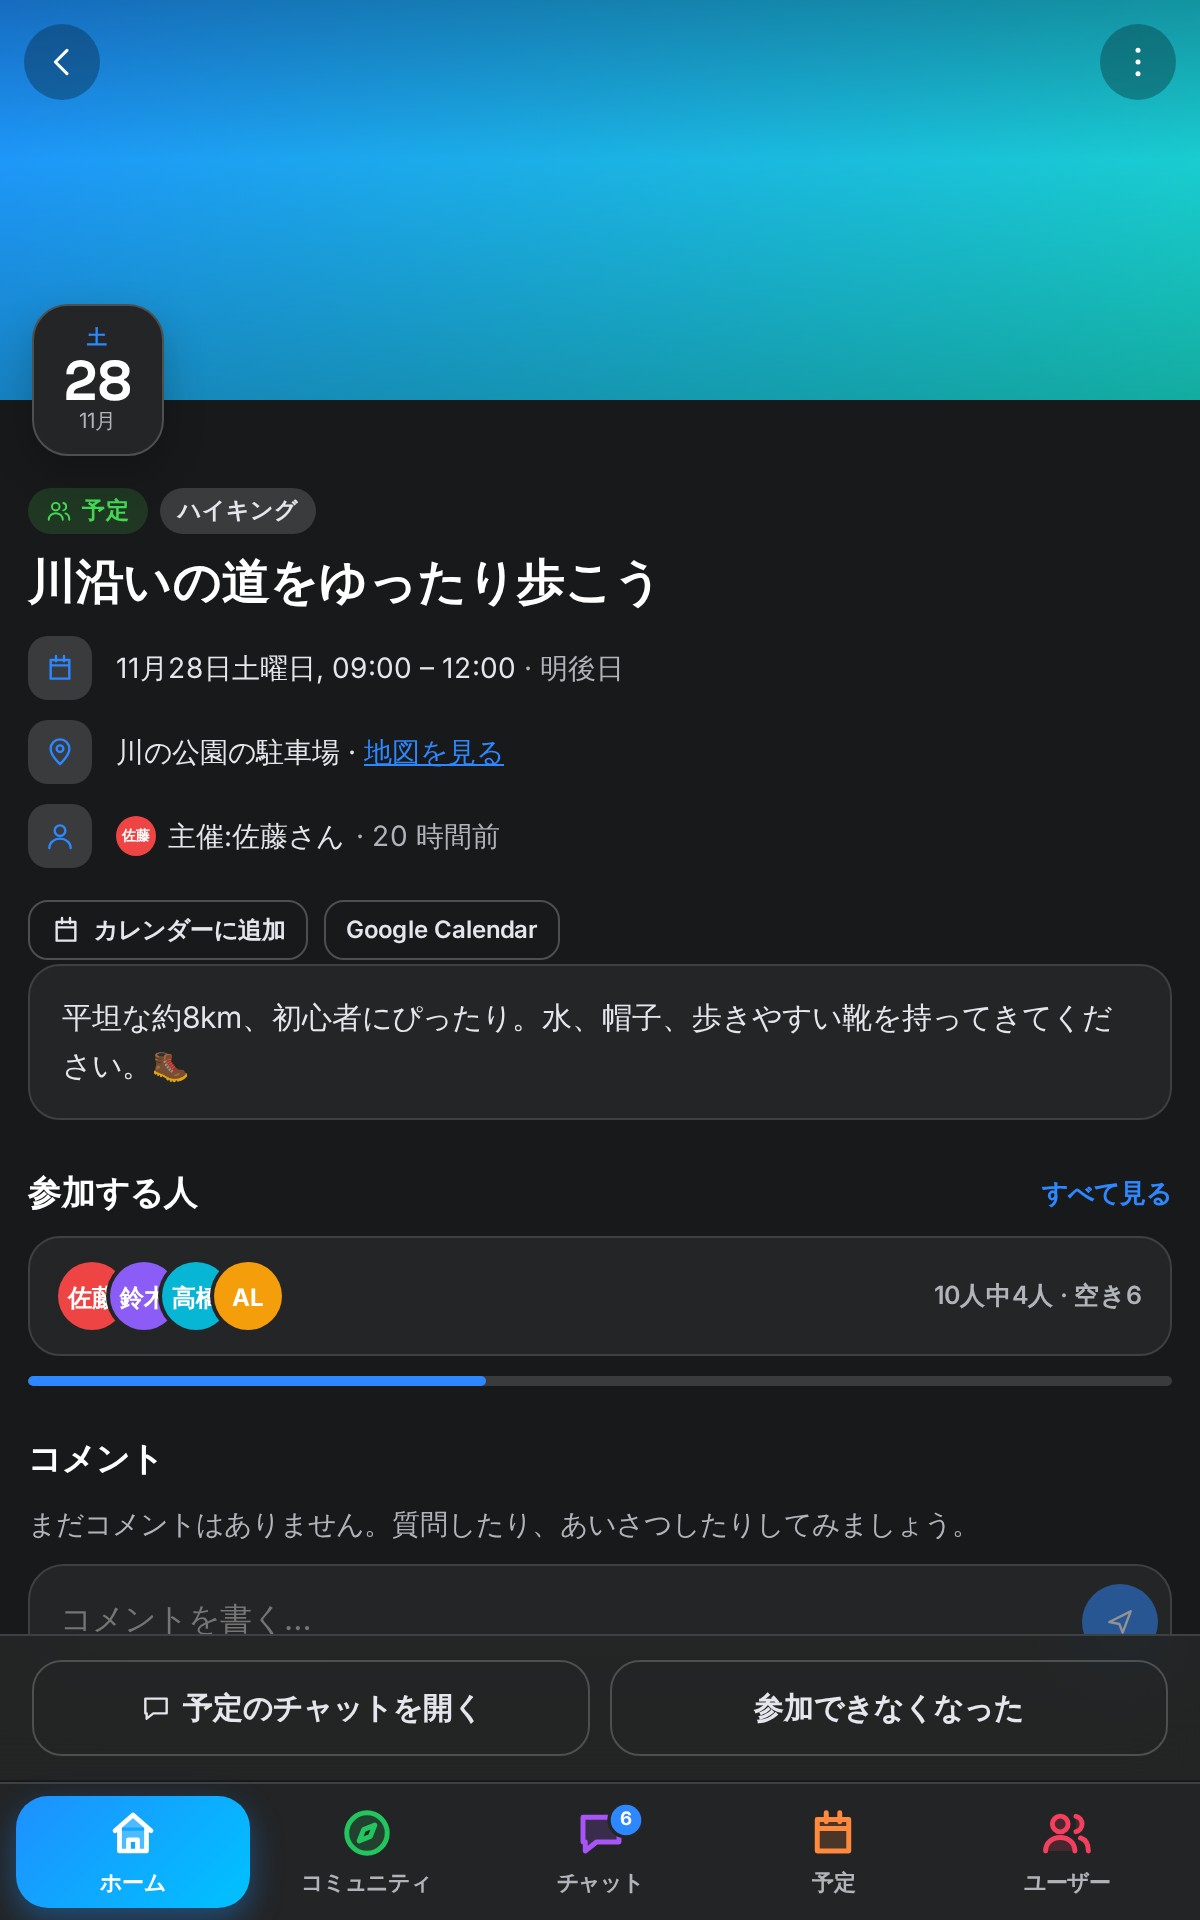 土
28
11月
予定
ハイキング
川沿いの道をゆったり歩こう
11月28日土曜日, 09:00 – 12:00 · 明後日
川の公園の駐車場 · 地図を見る
佐藤 主催:佐藤さん · 20 時間前
カレンダーに追加
Google Calendar
平坦な約8km、初心者にぴったり。水、帽子、歩きやすい靴を持ってきてくだ
さい。🥾
参加する人
すべて見る
佐藤 鈴木 高橋 AL
10人中4人 · 空き6
コメント
まだコメントはありません。質問したり、あいさつしたりしてみましょう。
コメントを書く...
予定のチャットを開く
参加できなくなった
6
ホーム
コミュニティ
チャット
予定
ユーザー